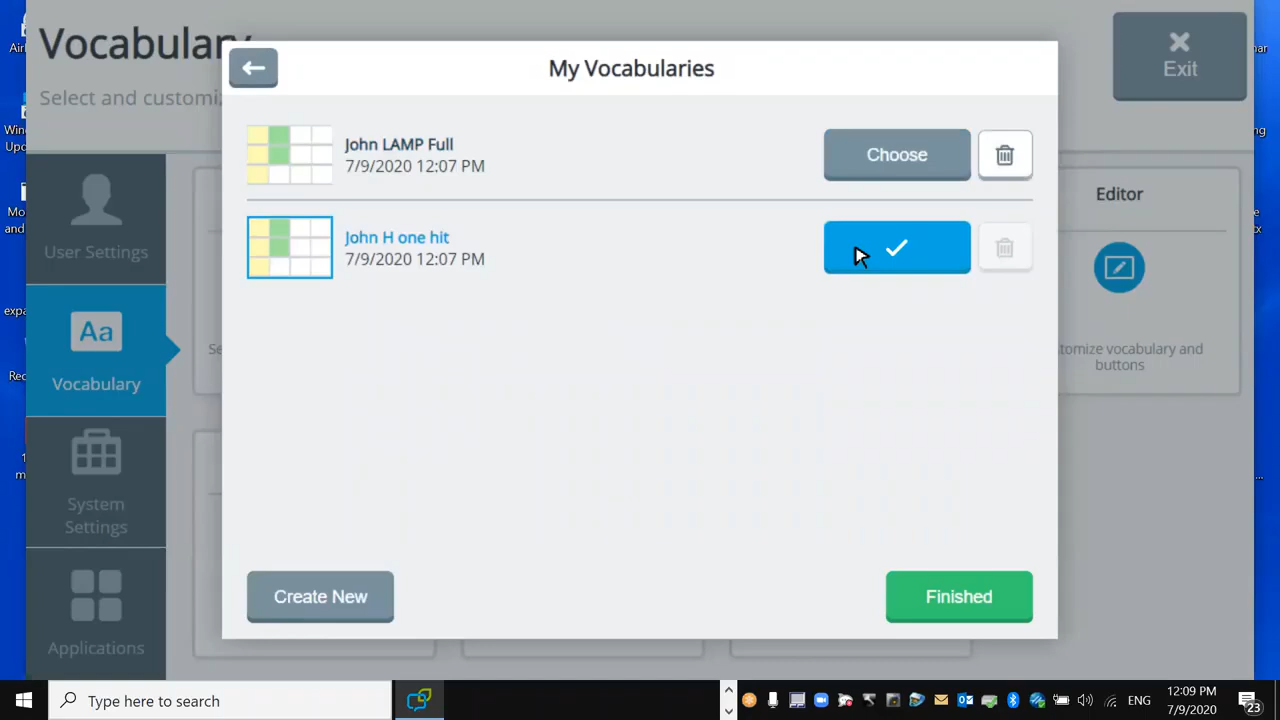 Vocabulary
Select and customi
Exit
My Vocabularies
John LAMP Full
7/9/2020 12:07 PM
Choose
John H one hit
7/9/2020 12:07 PM
Create New
Finished
User Settings
Aa
Vocabulary
System
Settings
Applications
Editor
tomize vocabulary and
buttons
Type here to search
ENG
12:09 PM
7/9/2020
23